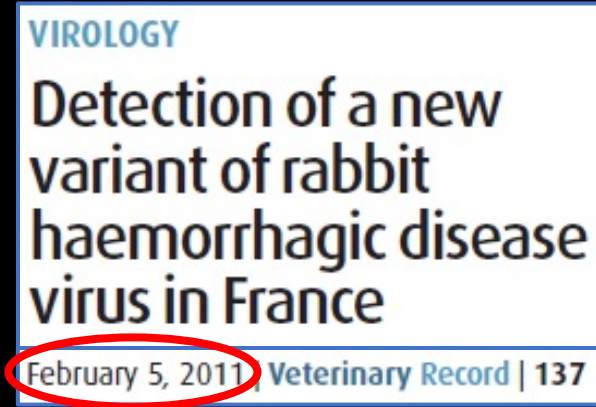 VIROLOGY
Detection of a new
variant of rabbit
haemorrhagic disease
virus in France
February 5, 2011 | Veterinary Record | 137